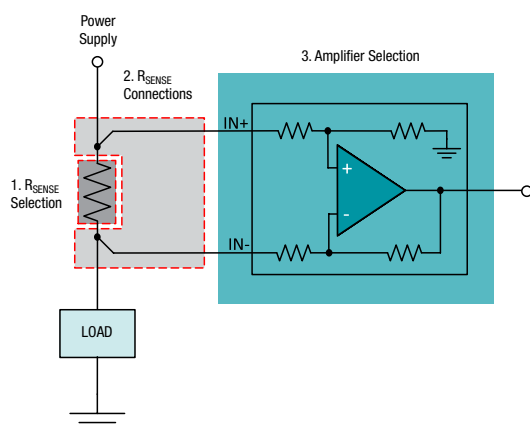 Power
Supply
2. RSENSE
Connections
3. Amplifier Selection
IN+
+
1. RSENSE
Selection
-
IN-
LOAD